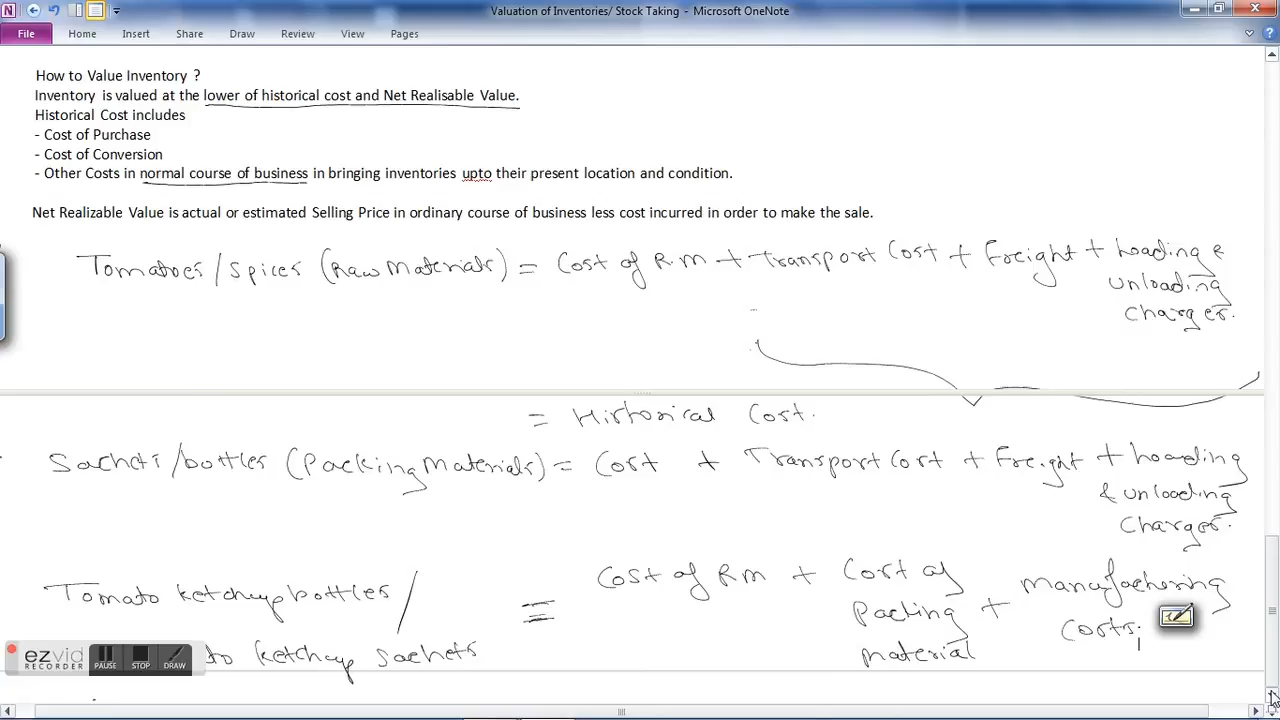 Valuation of Inventories/ Stock Taking - Microsoft OneNote
File Home Insert Share Draw Review View Pages
How to Value Inventory ?
Inventory is valued at the lower of historical cost and Net Realisable Value.
Historical Cost includes
- Cost of Purchase
- Cost of Conversion
- Other Costs in normal course of business in bringing inventories upto their present location and condition.
Net Realizable Value is actual or estimated Selling Price in ordinary course of business less cost incurred in order to make the sale.
Tomatoes/Spices (Raw Materials) = Cost of R.M + Transport Cost + Freight + Loading &
unloading
charges.
= Historical Cost.
Sachets/bottles (Packing Materials) = Cost + Transport Cost + Freight + Loading
& unloading
Charges.
Tomato ketchup bottles/ = Cost of RM + Cost of packing material + Manufacturing costs;
to ketchup sachets
ezvid
RECORDER
PAUSE STOP DRAW